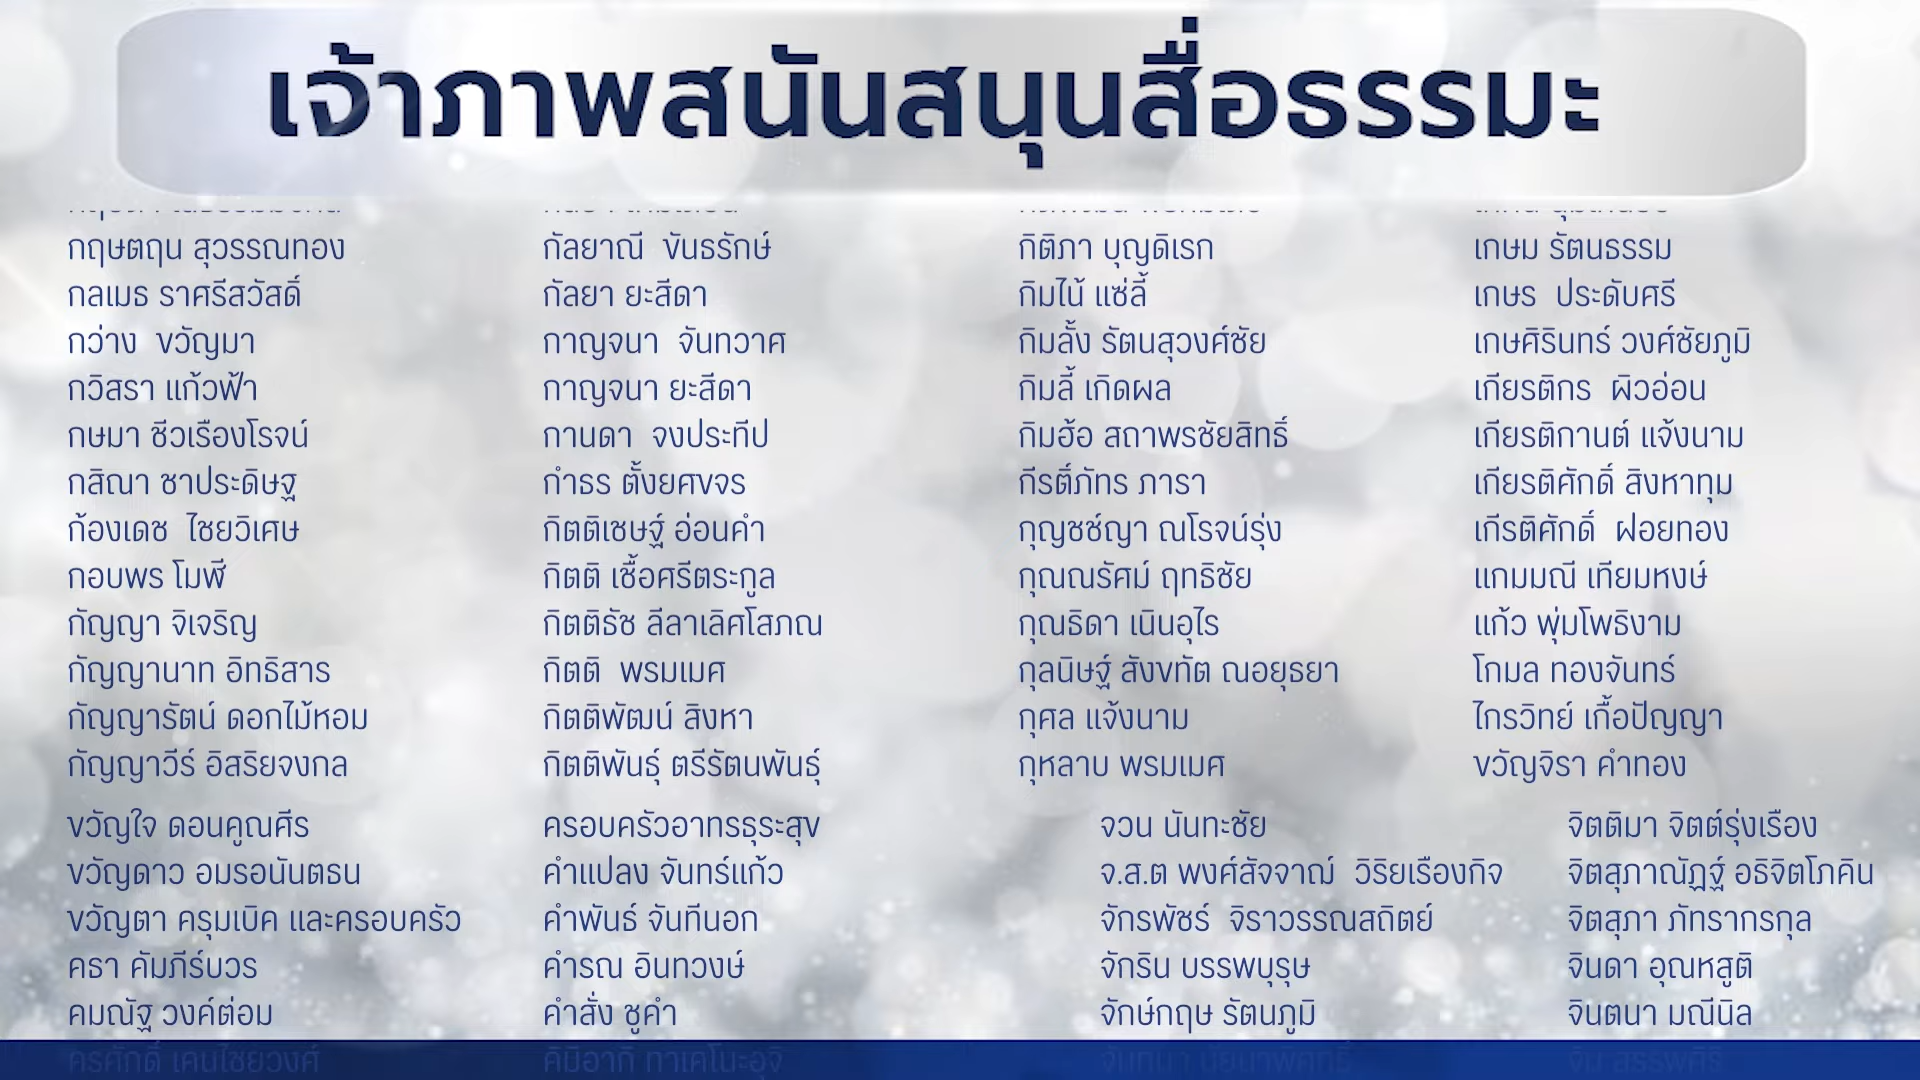 เจ้าภาพสนันสนุนสื่อธรรมะ
กฤษตฤน สุวรรณทอง
กลเมธ ราศรีสวัสดิ์
กว่าง ขวัญมา
กวิสรา แก้วฟ้า
กษมา ชีวเรืองโรจน์
กสิณา ชาประดิษฐ
ก้องเดช ไชยวิเศษ
กอบพร โมฬี
กัญญา จิเจริญ
กัญญานาท อิทธิสาร
กัญญารัตน์ ดอกไม้หอม
กัญญาวีร์ อิสริยจงกล
ขวัญใจ ดอนคูณศีร
ขวัญดาว อมรอนันตธน
ขวัญตา ครุมเบิค และครอบครัว
คธา คัมภีร์บวร
คมณัฐ วงค์ต่อม
ครศักดิ์ เคนไชยวงศ์
กัลยาณี ขันธรักษ์
กัลยา ยะสีดา
กาญจนา จันทวาศ
กาญจนา ยะสีดา
กานดา จงประทีป
กำธร ตั้งยศขจร
กิตติเชษฐ์ อ่อนคำ
กิตติ เชื้อศรีตระกูล
กิตติธัช ลีลาเลิศโสภณ
กิตติ พรมเมศ
กิตติพัฒน์ สิงหา
กิตติพันธุ์ ตรีรัตนพันธุ์
ครอบครัวอาทรธุระสุข
คำแปลง จันทร์แก้ว
คำพันธ์ จันทีนอก
คำรณ อินทวงษ์
คำสั่ง ชูคำ
กิติภา บุญดิเรก
กิมไน้ แซ่ลี้
กิมลั้ง รัตนสุวงศ์ชัย
กิมลี้ เกิดผล
กิมฮ้อ สถาพรชัยสิทธิ์
กีรติ์ภัทร ภารา
กุญชช์ญา ณโรจน์รุ่ง
กุณณรัศม์ ฤทธิชัย
กุณธิดา เนินอุไร
กุลนิษฐ์ สังขทัต ณอยุธยา
กุศล แจ้งนาม
กุหลาบ พรมเมศ
จวน นันทะชัย
จ.ส.ต พงศ์สัจจาฌ์ วิริยเรืองกิจ
จักรพัชร์ จิราวรรณสถิตย์
จักริน บรรพบุรุษ
จักษ์กฤษ รัตนภูมิ
เกษม รัตนธรรม
เกษร ประดับศรี
เกษศิรินทร์ วงศ์ชัยภูมิ
เกียรติกร ผิวอ่อน
เกียรติกานต์ แจ้งนาม
เกียรติศักดิ์ สิงหาทุม
เกีรติศักดิ์ ฝอยทอง
แกมมณี เทียมหงษ์
แก้ว พุ่มโพธิงาม
โกมล ทองจันทร์
ไกรวิทย์ เกื้อปัญญา
ขวัญจิรา คำทอง
จิตติมา จิตต์รุ่งเรือง
จิตสุภาณัฏฐ์ อธิจิตโภคิน
จิตสุภา ภัทรากรกุล
จินดา อุณหสูติ
จินตนา มณีนิล